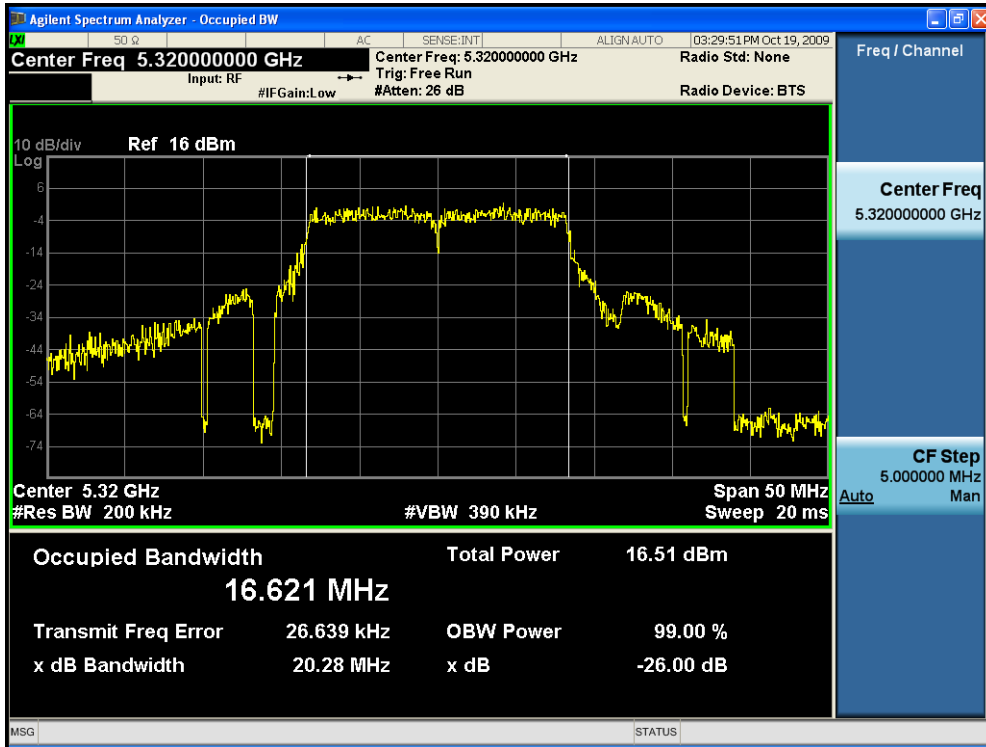 Agilent Spectrum Analyzer - Occupied BW
LXI 50 Ω AC SENSE:INT ALIGN AUTO 03:29:51 PM Oct 19, 2009
Center Freq 5.320000000 GHz
Input: RF
#IFGain:Low
Center Freq: 5.320000000 GHz
Trig: Free Run
#Atten: 26 dB
Radio Std: None
Radio Device: BTS
10 dB/div Ref 16 dBm
Log
6
-4
-14
-24
-34
-44
-54
-64
-74
Center 5.32 GHz Span 50 MHz
#Res BW 200 kHz #VBW 390 kHz Sweep 20 ms
Occupied Bandwidth Total Power 16.51 dBm
16.621 MHz
Transmit Freq Error 26.639 kHz OBW Power 99.00 %
x dB Bandwidth 20.28 MHz x dB -26.00 dB
MSG STATUS
Freq / Channel
Center Freq
5.320000000 GHz
CF Step
5.000000 MHz
Auto Man